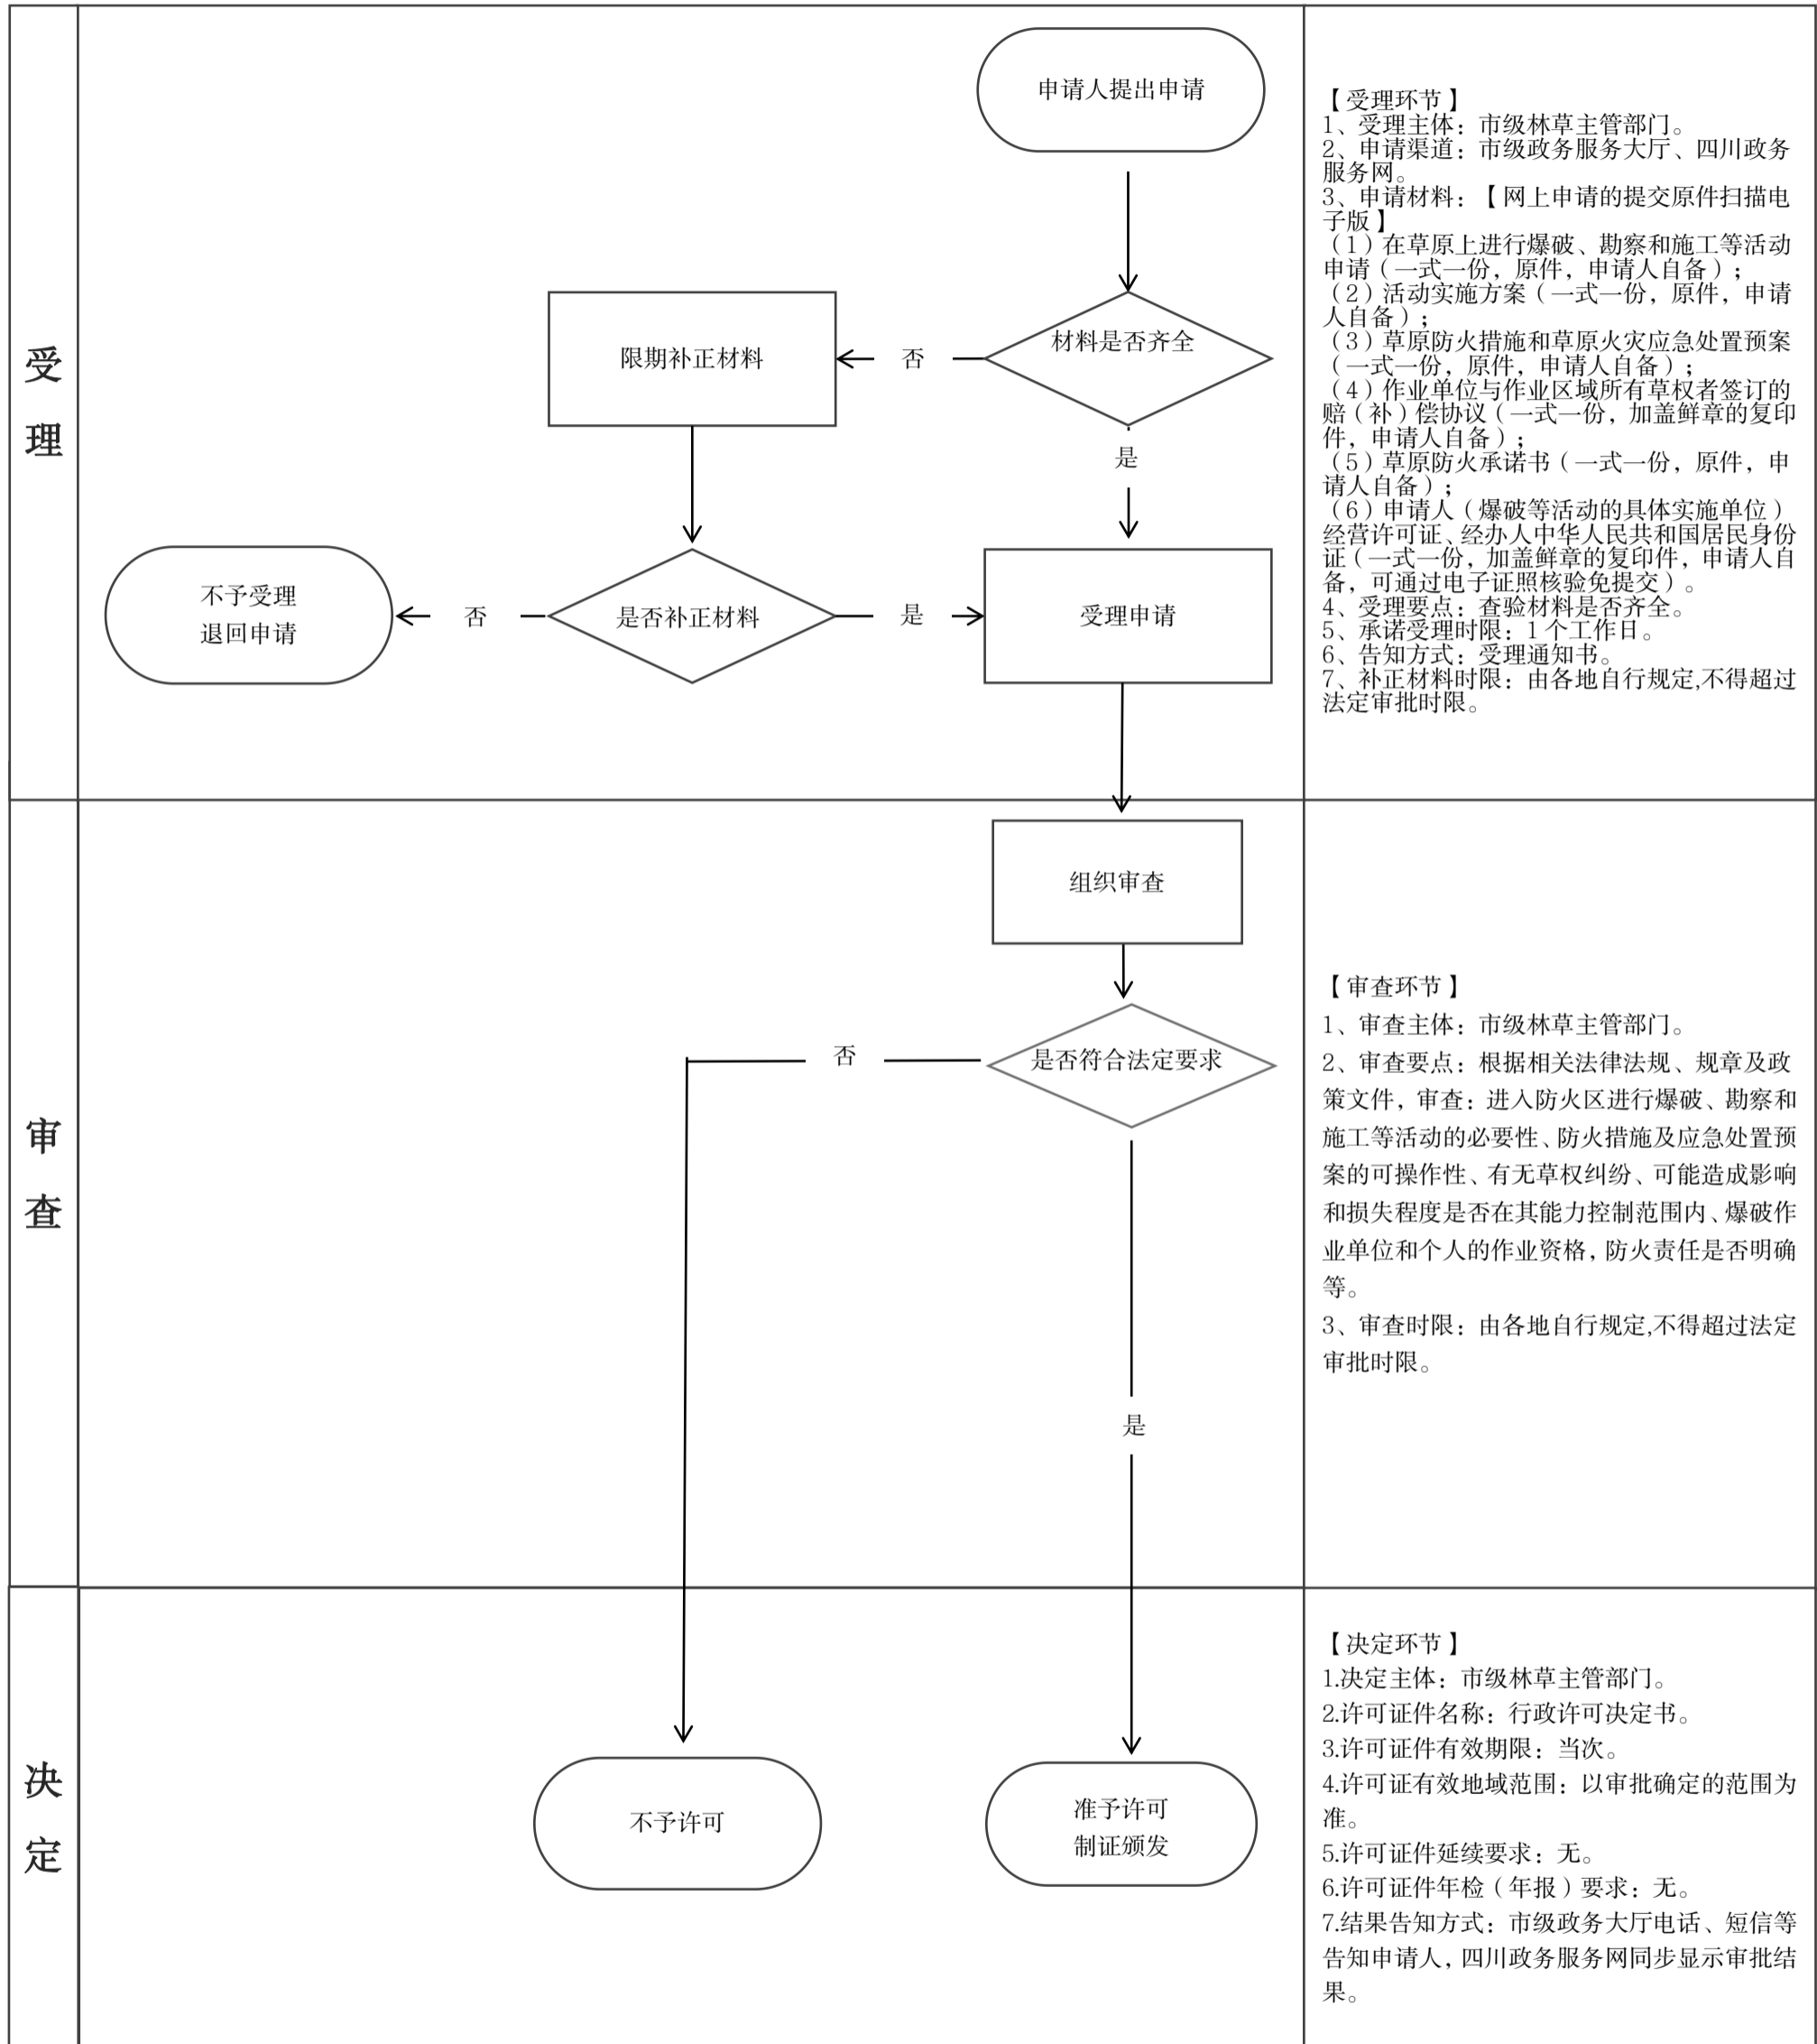 受
理
申请人提出申请
材料是否齐全
否
限期补正材料
是
是否补正材料
否
不予受理
退回申请
是
受理申请
【受理环节】
1、受理主体：市级林草主管部门。
2、申请渠道：市级政务服务大厅、四川政务
服务网。
3、申请材料：【网上申请的提交原件扫描电
子版】
（1）在草原上进行爆破、勘察和施工等活动
申请（一式一份，原件，申请人自备）；
（2）活动实施方案（一式一份，原件，申请
人自备）；
（3）草原防火措施和草原火灾应急处置预案
（一式一份，原件，申请人自备）；
（4）作业单位与作业区域所有草权者签订的
赔（补）偿协议（一式一份，加盖鲜章的复印
件，申请人自备）；
（5）草原防火承诺书（一式一份，原件，申
请人自备）；
（6）申请人（爆破等活动的具体实施单位）
经营许可证、经办人中华人民共和国居民身份
证（一式一份，加盖鲜章的复印件，申请人自
备，可通过电子证照核验免提交）。
4、受理要点：查验材料是否齐全。
5、承诺受理时限：1个工作日。
6、告知方式：受理通知书。
7、补正材料时限：由各地自行规定,不得超过
法定审批时限。
审
查
组织审查
是否符合法定要求
否
是
【审查环节】
1、审查主体：市级林草主管部门。
2、审查要点：根据相关法律法规、规章及政
策文件，审查：进入防火区进行爆破、勘察和
施工等活动的必要性、防火措施及应急处置预
案的可操作性、有无草权纠纷、可能造成影响
和损失程度是否在其能力控制范围内、爆破作
业单位和个人的作业资格，防火责任是否明确
等。
3、审查时限：由各地自行规定,不得超过法定
审批时限。
决
定
不予许可
准予许可
制证颁发
【决定环节】
1.决定主体：市级林草主管部门。
2.许可证件名称：行政许可决定书。
3.许可证件有效期限：当次。
4.许可证有效地域范围：以审批确定的范围为
准。
5.许可证件延续要求：无。
6.许可证件年检（年报）要求：无。
7.结果告知方式：市级政务大厅电话、短信等
告知申请人，四川政务服务网同步显示审批结
果。